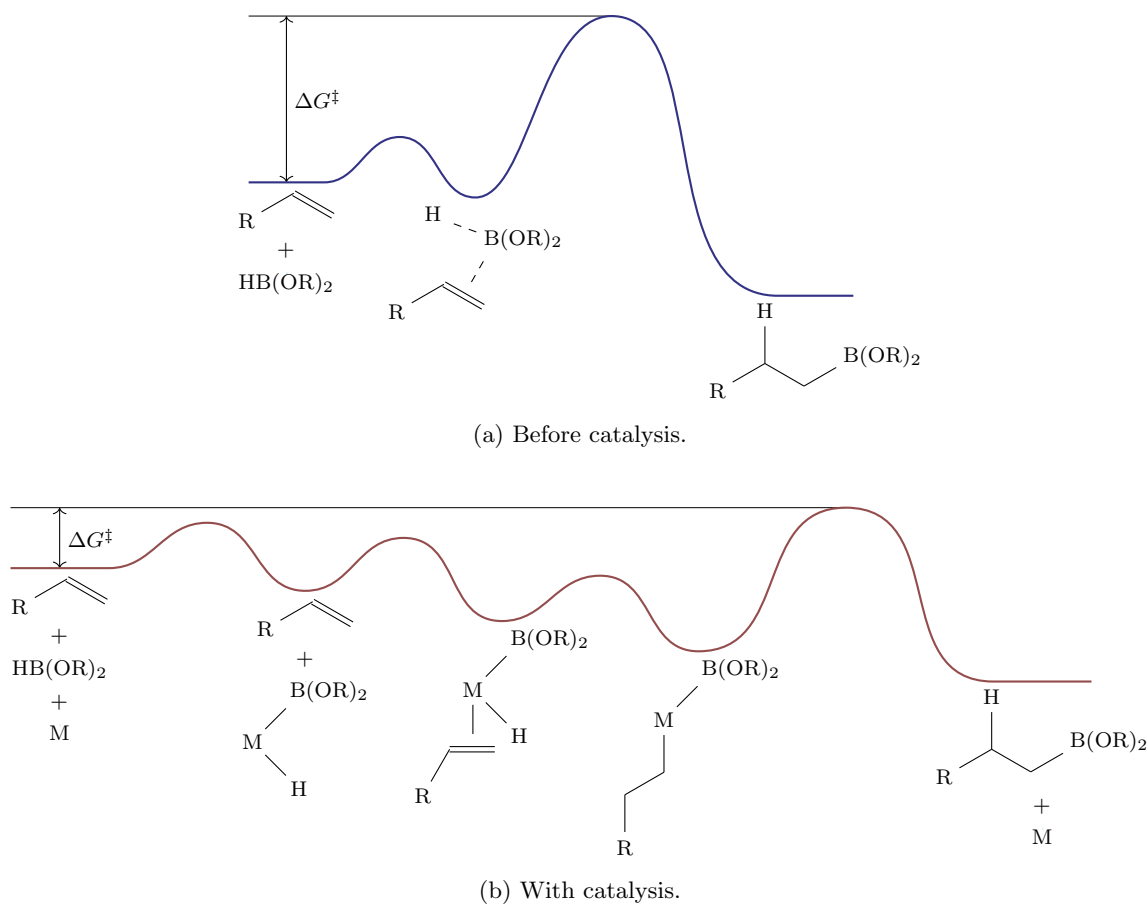 ΔG‡
R
+
HB(OR)₂
H
B(OR)₂
R
H
B(OR)₂
R
(a) Before catalysis.
ΔG‡
R
+
HB(OR)₂
+
M
R
+
B(OR)₂
M
H
B(OR)₂
M
H
R
B(OR)₂
M
R
H
B(OR)₂
R
+
M
(b) With catalysis.